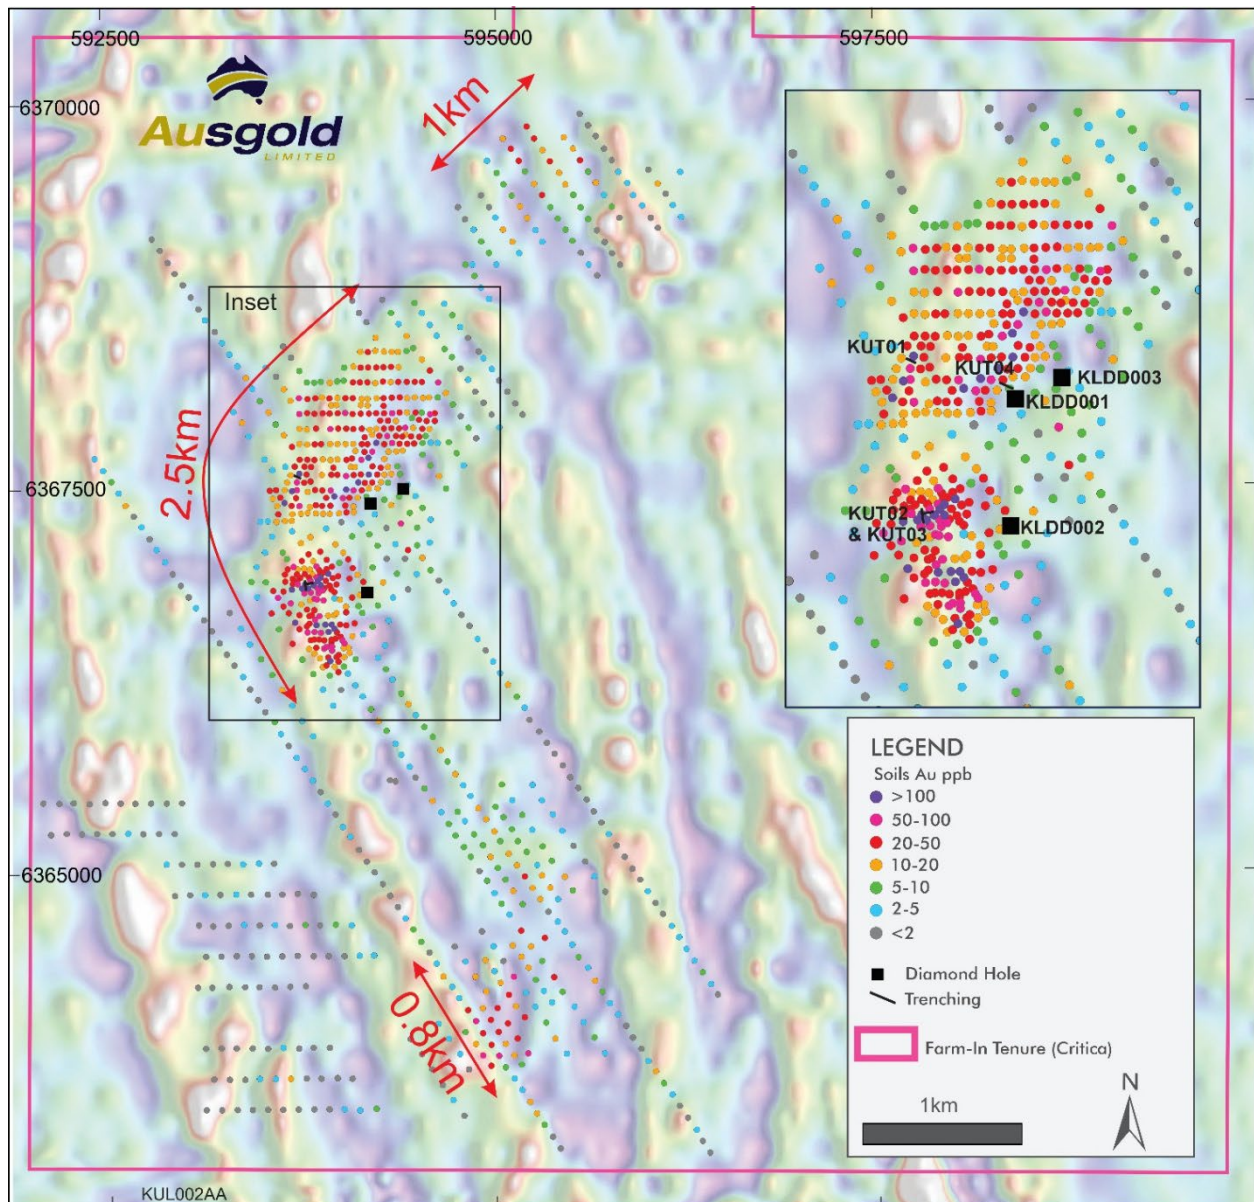 592500
595000
597500
6370000
Ausgold
LIMITED
1km
Inset
2.5km
6367500
KUT01
KUT04
KLDD003
KLDD001
KUT02
& KUT03
KLDD002
LEGEND
Soils Au ppb
>100
50-100
20-50
10-20
5-10
2-5
<2
Diamond Hole
Trenching
Farm-In Tenure (Critica)
1km
N
6365000
0.8km
KUL002AA